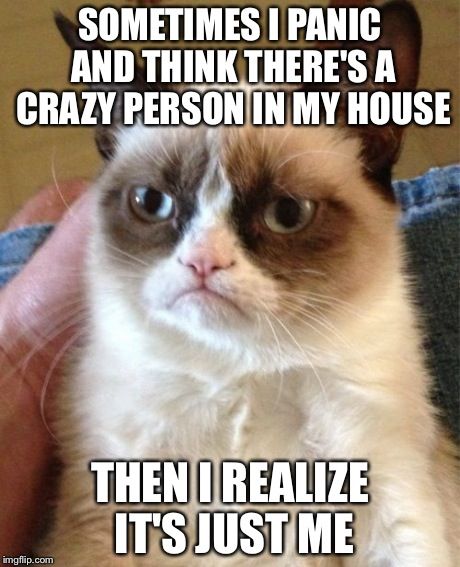 SOMETIMES I PANIC
AND THINK THERE'S A
CRAZY PERSON IN MY HOUSE
THEN I REALIZE
IT'S JUST ME
imgflip.com